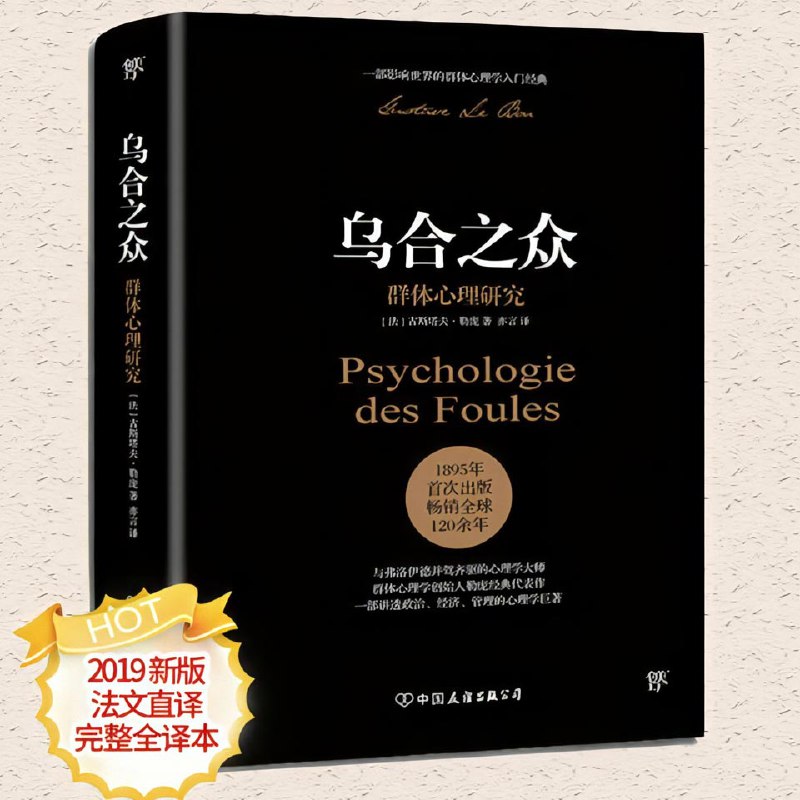 一部影响世界的群体心理学入门经典
Gustave Le Bon
乌合之众
群体心理研究
[法]古斯塔夫·勒庞 著 亦言 译
Psychologie
des Foules
1895年
首次出版
畅销全球
120余年
与弗洛伊德并驾齐驱的心理学大师
群体心理学创始人勒庞经典代表作
一部讲透政治、经济、管理的心理学巨著
中国友谊出版公司
乌合之众
群体心理研究
[法]古斯塔夫·勒庞 著 亦言 译
HOT
2019新版
法文直译
完整全译本